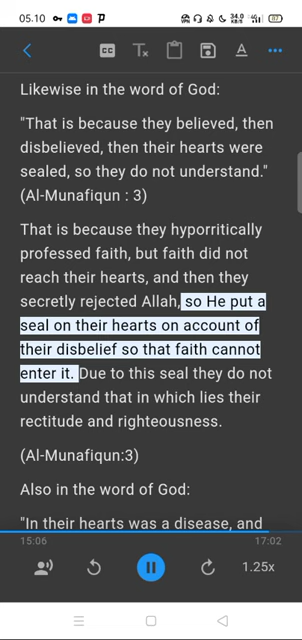 05.10
34.0
KB/S
4G
17
CC
A
Likewise in the word of God:
"That is because they believed, then
disbelieved, then their hearts were
sealed, so they do not understand."
(Al-Munafiqun : 3)
That is because they hyporritically
professed faith, but faith did not
reach their hearts, and then they
secretly rejected Allah, so He put a
seal on their hearts on account of
their disbelief so that faith cannot
enter it. Due to this seal they do not
understand that in which lies their
rectitude and righteousness.
(Al-Munafiqun:3)
Also in the word of God:
"In their hearts was a disease, and
15:06
17:02
1.25x